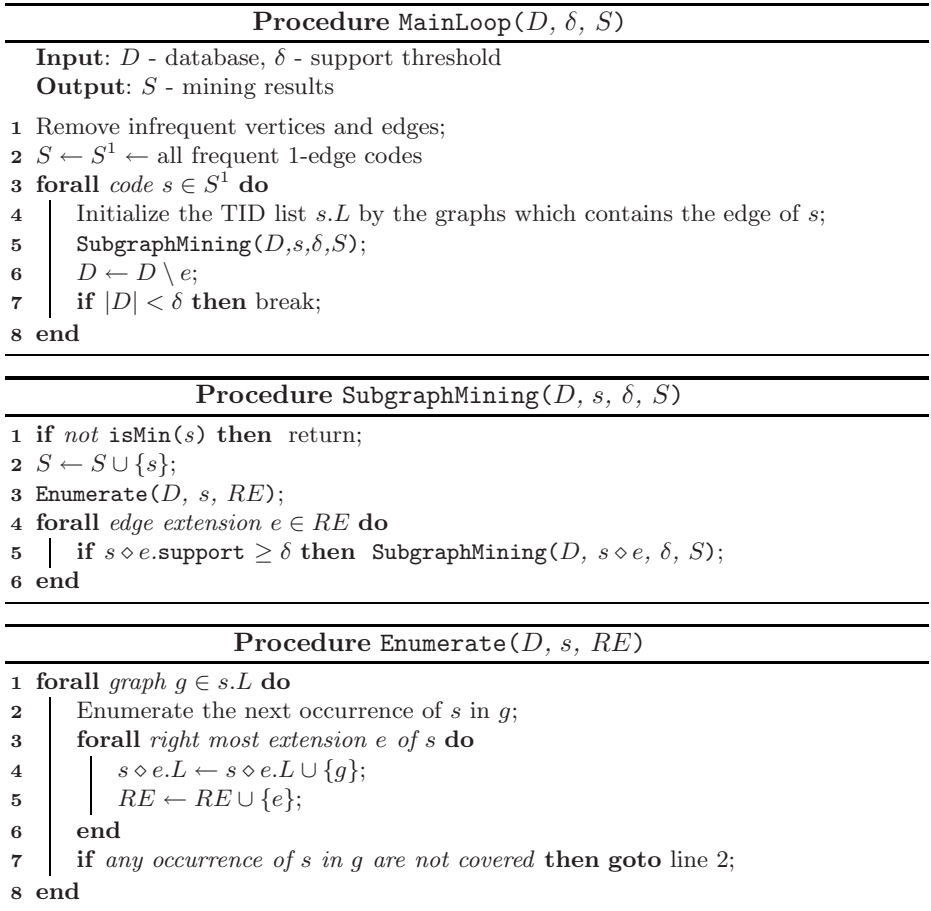 Procedure MainLoop(D, δ, S)
Input: D - database, δ - support threshold
Output: S - mining results
1 Remove infrequent vertices and edges;
2 S ← S¹ ← all frequent 1-edge codes
3 forall code s ∈ S¹ do
4 Initialize the TID list s.L by the graphs which contains the edge of s;
5 SubgraphMining(D,s,δ,S);
6 D ← D \ e;
7 if |D| < δ then break;
8 end
Procedure SubgraphMining(D, s, δ, S)
1 if not isMin(s) then return;
2 S ← S ∪ {s};
3 Enumerate(D, s, RE);
4 forall edge extension e ∈ RE do
5 if s ⋄ e.support ≥ δ then SubgraphMining(D, s ⋄ e, δ, S);
6 end
Procedure Enumerate(D, s, RE)
1 forall graph g ∈ s.L do
2 Enumerate the next occurrence of s in g;
3 forall right most extension e of s do
4 s ⋄ e.L ← s ⋄ e.L ∪ {g};
5 RE ← RE ∪ {e};
6 end
7 if any occurrence of s in g are not covered then goto line 2;
8 end